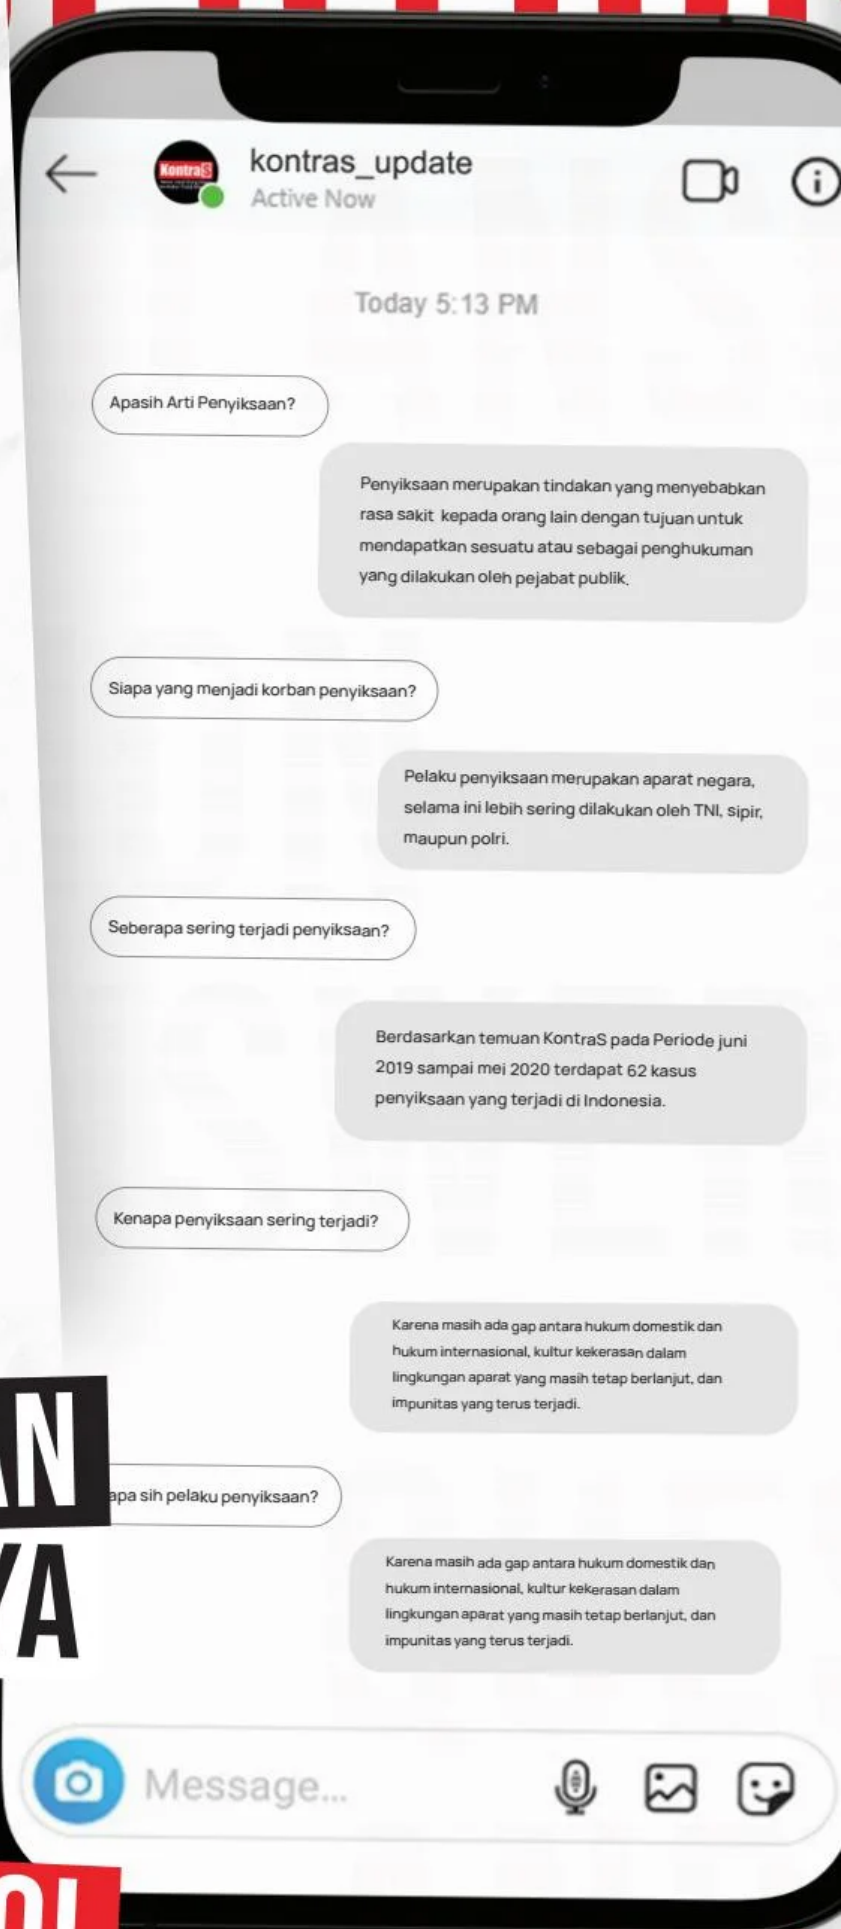 KontraS
kontras_update
Active Now
Today 5:13 PM
Apasih Arti Penyiksaan?
Penyiksaan merupakan tindakan yang menyebabkan
rasa sakit kepada orang lain dengan tujuan untuk
mendapatkan sesuatu atau sebagai penghukuman
yang dilakukan oleh pejabat publik.
Siapa yang menjadi korban penyiksaan?
Pelaku penyiksaan merupakan aparat negara,
selama ini lebih sering dilakukan oleh TNI, sipir,
maupun polri.
Seberapa sering terjadi penyiksaan?
Berdasarkan temuan KontraS pada Periode juni
2019 sampai mei 2020 terdapat 62 kasus
penyiksaan yang terjadi di Indonesia.
Kenapa penyiksaan sering terjadi?
Karena masih ada gap antara hukum domestik dan
hukum internasional, kultur kekerasan dalam
lingkungan aparat yang masih tetap berlanjut, dan
impunitas yang terus terjadi.
AN
apa sih pelaku penyiksaan?
YA
Karena masih ada gap antara hukum domestik dan
hukum internasional, kultur kekerasan dalam
lingkungan aparat yang masih tetap berlanjut, dan
impunitas yang terus terjadi.
Message...